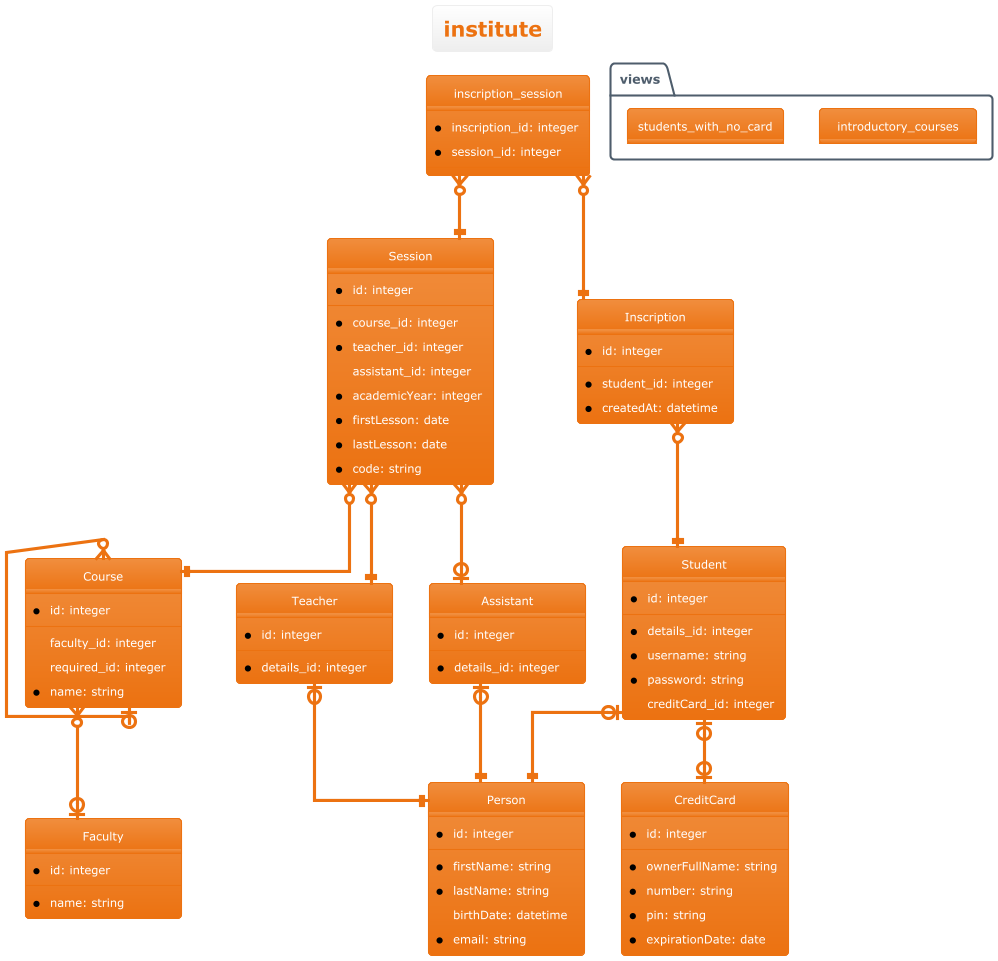 institute
inscription_session
inscription_id: integer
session_id: integer
views
students_with_no_card
introductory_courses
Session
id: integer
course_id: integer
teacher_id: integer
assistant_id: integer
academicYear: integer
firstLesson: date
lastLesson: date
code: string
Inscription
id: integer
student_id: integer
createdAt: datetime
Course
id: integer
faculty_id: integer
required_id: integer
name: string
Teacher
id: integer
details_id: integer
Assistant
id: integer
details_id: integer
Student
id: integer
details_id: integer
username: string
password: string
creditCard_id: integer
Faculty
id: integer
name: string
Person
id: integer
firstName: string
lastName: string
birthDate: datetime
email: string
CreditCard
id: integer
ownerFullName: string
number: string
pin: string
expirationDate: date